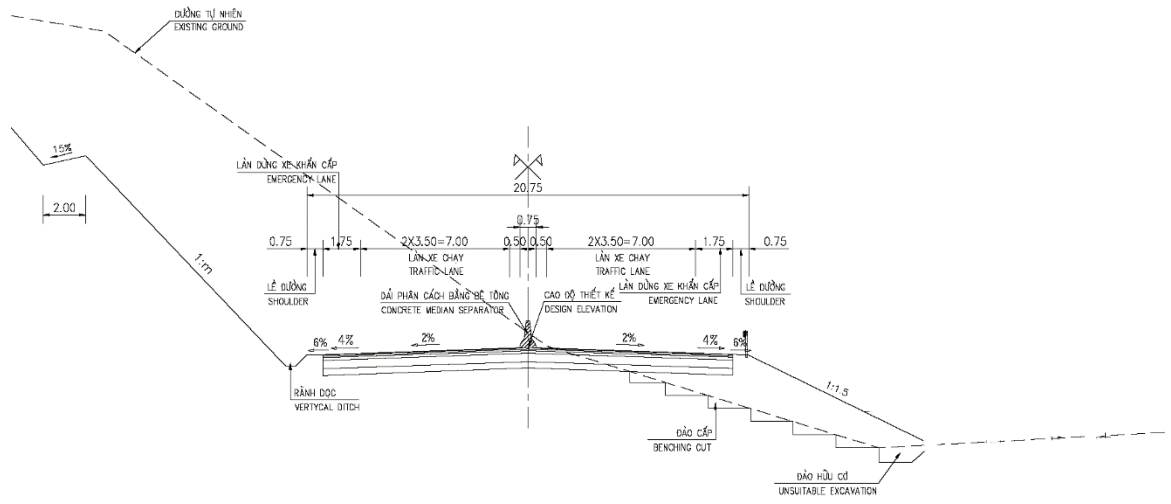 ĐƯỜNG TỰ NHIÊN
EXISTING GROUND
15%
2.00
1:m
LÀN DỪNG XE KHẨN CẤP
EMERGENCY LANE
20.75
0.75
0.75
1.75
2X3.50=7.00
0.50
0.50
2X3.50=7.00
1.75
0.75
LÀN XE CHẠY
TRAFFIC LANE
LÀN XE CHẠY
TRAFFIC LANE
LỀ ĐƯỜNG
SHOULDER
DẢI PHÂN CÁCH BẰNG BÊ TÔNG
CONCRETE MEDIAN SEPARATOR
CAO ĐỘ THIẾT KẾ
DESIGN ELEVATION
LÀN DỪNG XE KHẨN CẤP
EMERGENCY LANE
LỀ ĐƯỜNG
SHOULDER
6%
4%
2%
2%
4%
6%
RÃNH DỌC
VERTYCAL DITCH
1:1.5
ĐÀO CẤP
BENCHING CUT
ĐÀO HỮU CƠ
UNSUITABLE EXCAVATION